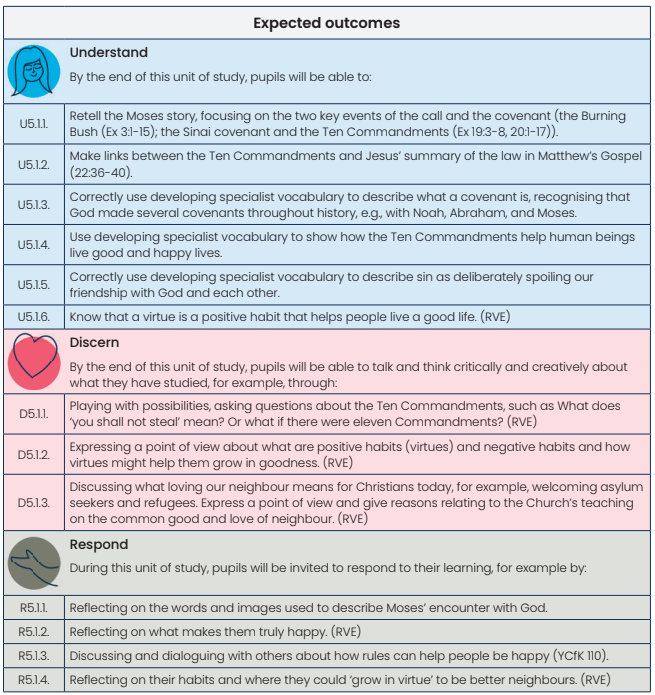 Expected outcomes
Understand
By the end of this unit of study, pupils will be able to:
U5.1.1.
Retell the Moses story, focusing on the two key events of the call and the covenant (the Burning
Bush (Ex 3:1-15); the Sinai covenant and the Ten Commandments (Ex 19:3-8, 20:1-17)).
U5.1.2.
Make links between the Ten Commandments and Jesus' summary of the law in Matthew's Gospel
(22:36-40).
U5.1.3.
Correctly use developing specialist vocabulary to describe what a covenant is, recognising that
God made several covenants throughout history, e.g., with Noah, Abraham, and Moses.
U5.1.4.
Use developing specialist vocabulary to show how the Ten Commandments help human beings
live good and happy lives.
U5.1.5.
Correctly use developing specialist vocabulary to describe sin as deliberately spoiling our
friendship with God and each other.
U5.1.6.
Know that a virtue is a positive habit that helps people live a good life. (RVE)
Discern
By the end of this unit of study, pupils will be able to talk and think critically and creatively about
what they have studied, for example, through:
D5.1.1.
Playing with possibilities, asking questions about the Ten Commandments, such as What does
'you shall not steal' mean? Or what if there were eleven Commandments? (RVE)
D5.1.2.
Expressing a point of view about what are positive habits (virtues) and negative habits and how
virtues might help them grow in goodness. (RVE)
D5.1.3.
Discussing what loving our neighbour means for Christians today, for example, welcoming asylum
seekers and refugees. Express a point of view and give reasons relating to the Church's teaching
on the common good and love of neighbour. (RVE)
Respond
During this unit of study, pupils will be invited to respond to their learning, for example by:
R5.1.1.
Reflecting on the words and images used to describe Moses' encounter with God.
R5.1.2.
Reflecting on what makes them truly happy. (RVE)
R5.1.3.
Discussing and dialoguing with others about how rules can help people be happy (YCfK 110).
R5.1.4.
Reflecting on their habits and where they could 'grow in virtue' to be better neighbours. (RVE)